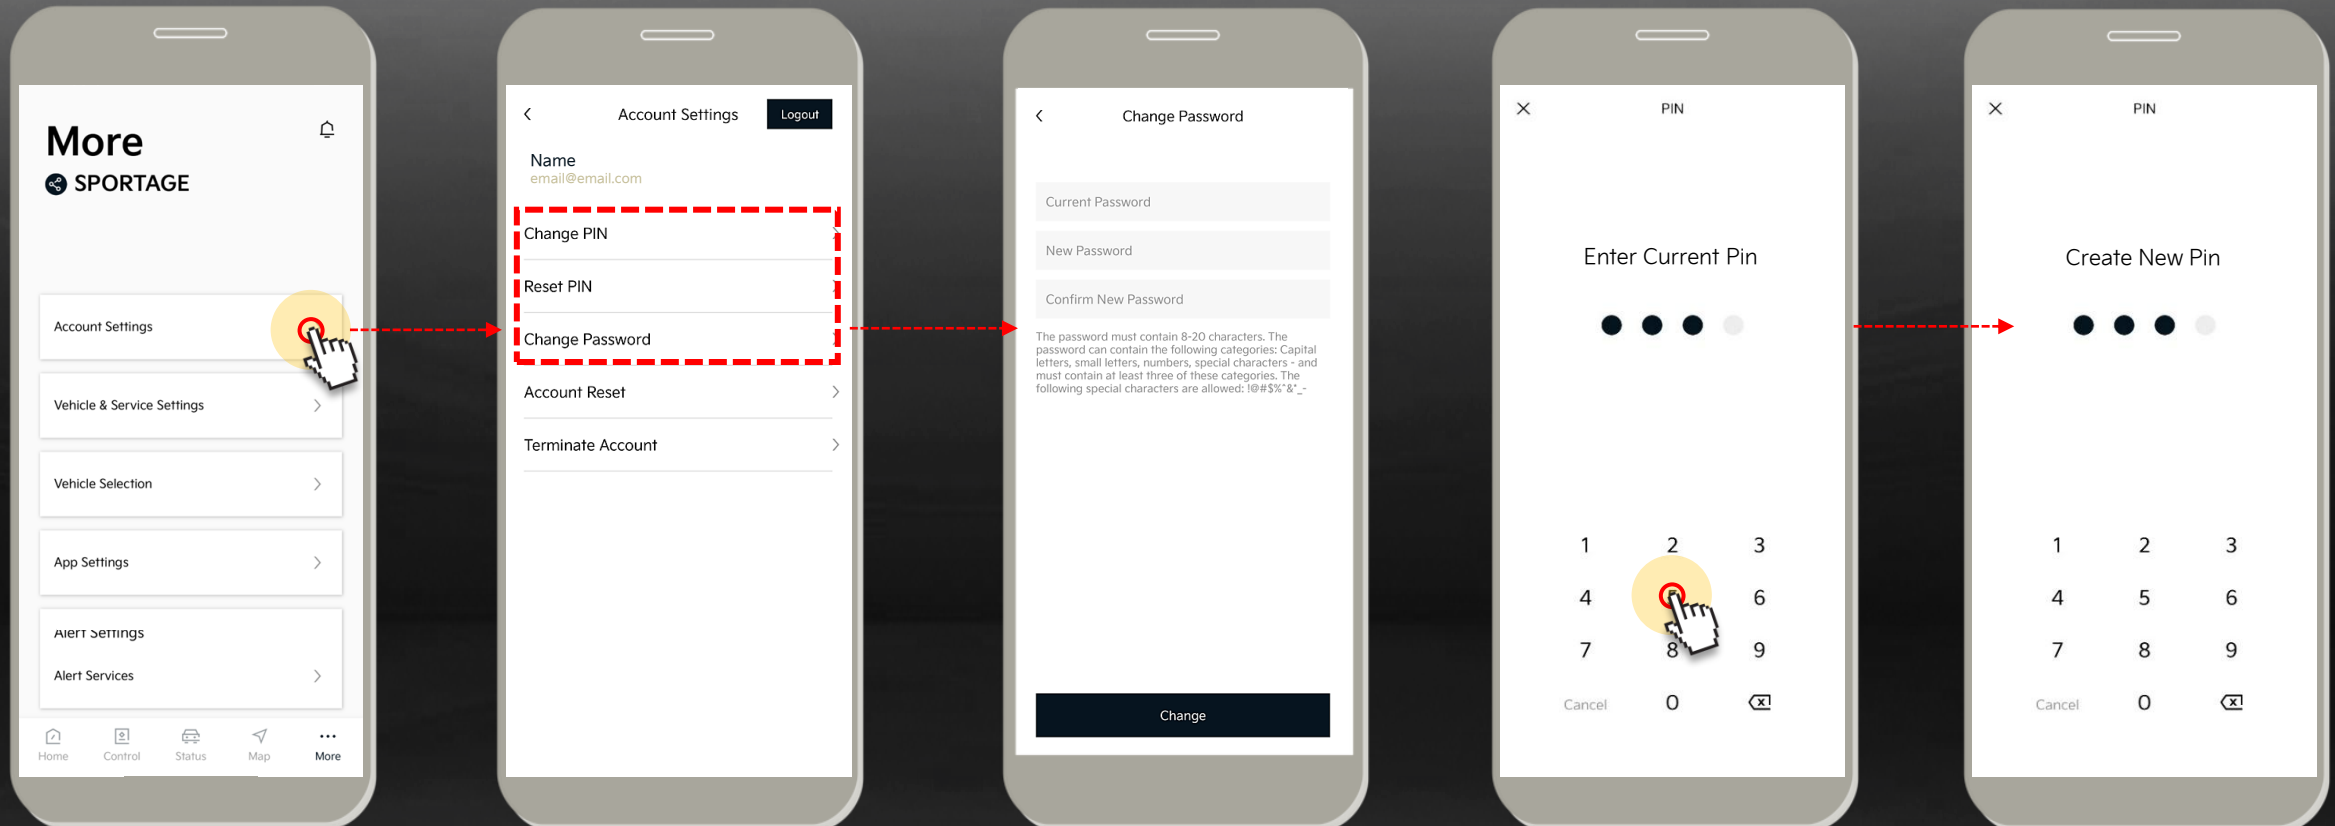 More
SPORTAGE
Account Settings
Vehicle & Service Settings
Vehicle Selection
App Settings
Alert Settings
Alert Services
Home Control Status Map More
Account Settings Logout
Name
email@email.com
Change PIN
Reset PIN
Change Password
Account Reset
Terminate Account
Change Password
Current Password
New Password
Confirm New Password
The password must contain 8-20 characters. The
password can contain the following categories: Capital
letters, small letters, numbers, special characters - and
must contain at least three of these categories. The
following special characters are allowed: !@#$%^&*_-
Change
PIN
Enter Current Pin
1 2 3
4 6
7 8 9
Cancel 0
PIN
Create New Pin
1 2 3
4 5 6
7 8 9
Cancel 0